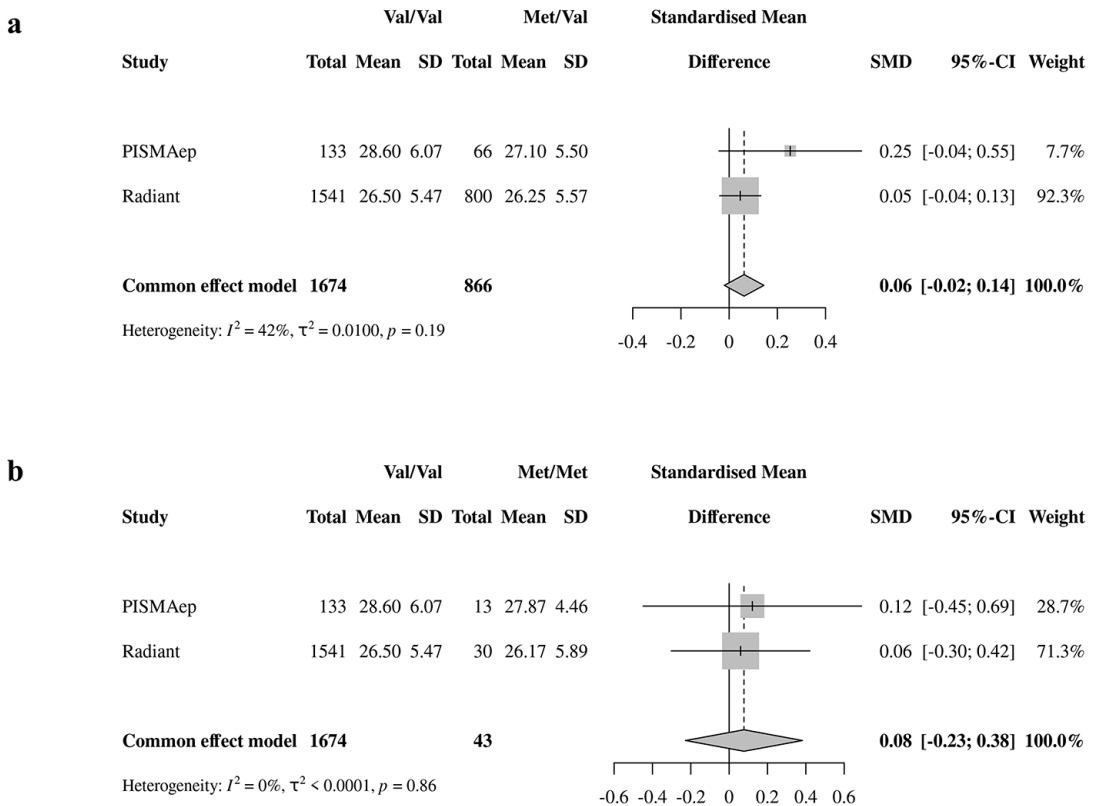 a
Val/Val Met/Val Standardised Mean
Study Total Mean SD Total Mean SD Difference SMD 95%-CI Weight
PISMAep 133 28.60 6.07 66 27.10 5.50 0.25 [-0.04; 0.55] 7.7%
Radiant 1541 26.50 5.47 800 26.25 5.57 0.05 [-0.04; 0.13] 92.3%
Common effect model 1674 866 0.06 [-0.02; 0.14] 100.0%
Heterogeneity: I² = 42%, τ² = 0.0100, p = 0.19
-0.4 -0.2 0 0.2 0.4
b
Val/Val Met/Met Standardised Mean
Study Total Mean SD Total Mean SD Difference SMD 95%-CI Weight
PISMAep 133 28.60 6.07 13 27.87 4.46 0.12 [-0.45; 0.69] 28.7%
Radiant 1541 26.50 5.47 30 26.17 5.89 0.06 [-0.30; 0.42] 71.3%
Common effect model 1674 43 0.08 [-0.23; 0.38] 100.0%
Heterogeneity: I² = 0%, τ² < 0.0001, p = 0.86
-0.6 -0.4 -0.2 0 0.2 0.4 0.6